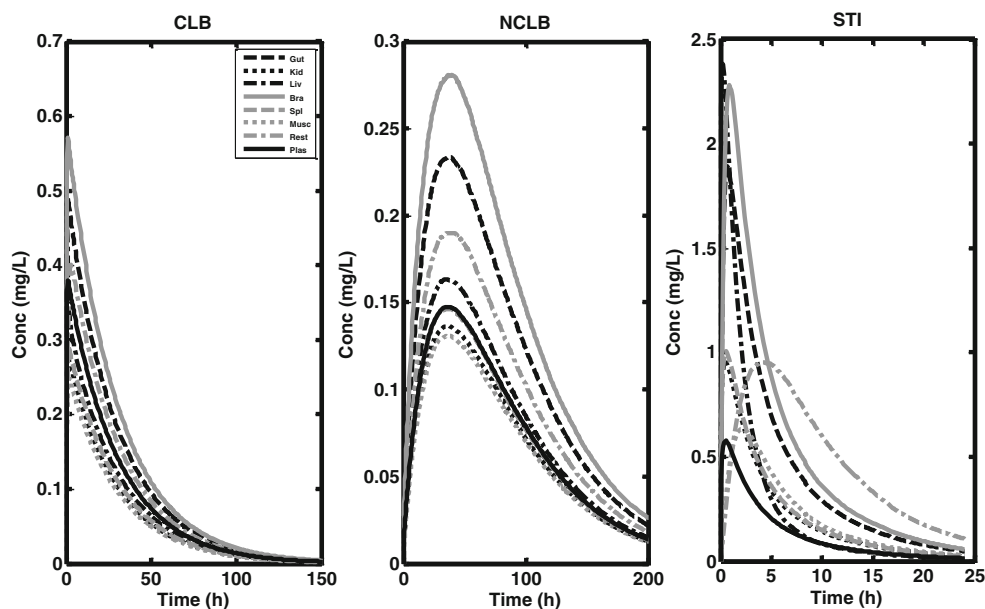 CLB
0.7
0.6
0.5
0.4
0.3
0.2
0.1
0
Conc (mg/L)
0
50
100
150
Time (h)
Gut
Kid
Liv
Bra
Spl
Musc
Rest
Plas
NCLB
0.3
0.25
0.2
0.15
0.1
0.05
0
Conc (mg/L)
0
100
200
Time (h)
STI
2.5
2
1.5
1
0.5
0
Conc (mg/L)
0
5
10
15
20
25
Time (h)